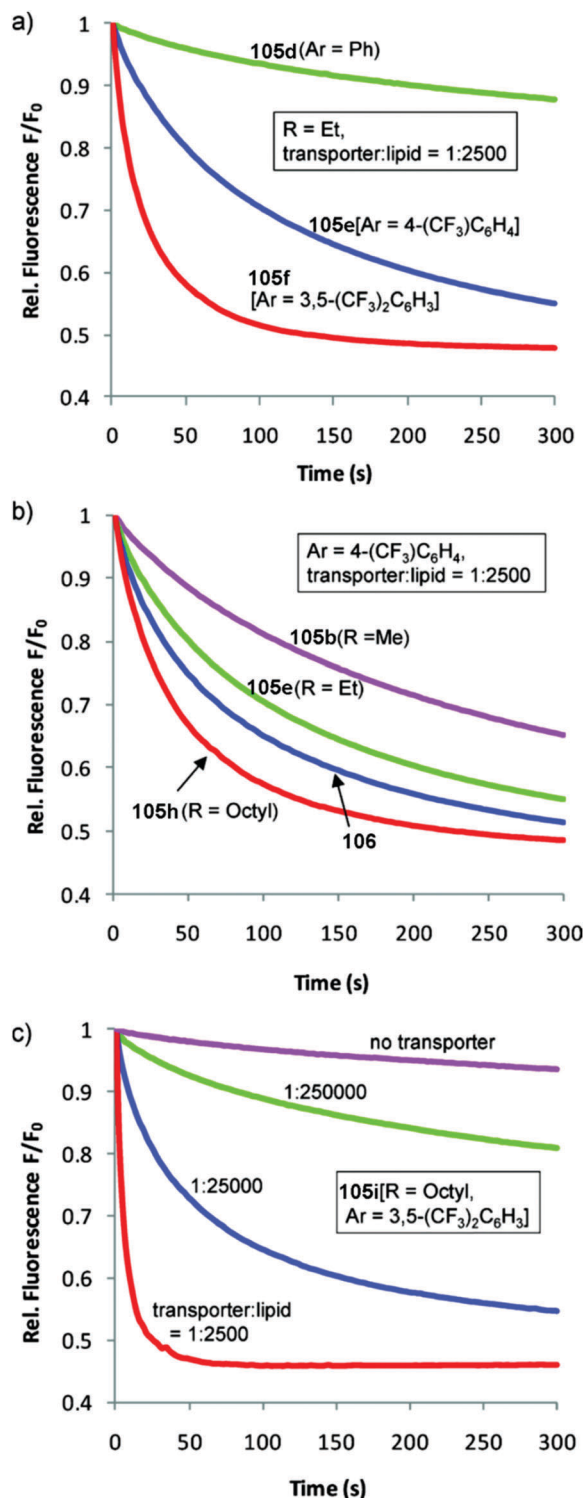 a)
105d (Ar = Ph)
R = Et,
transporter:lipid = 1:2500
105e[Ar = 4-(CF₃)C₆H₄]
105f
[Ar = 3,5-(CF₃)₂C₆H₃]
Rel. Fluorescence F/F₀
1
0.9
0.8
0.7
0.6
0.5
0.4
0 50 100 150 200 250 300
Time (s)
b)
Ar = 4-(CF₃)C₆H₄,
transporter:lipid = 1:2500
105b(R =Me)
105e(R = Et)
105h(R = Octyl)
106
Rel. Fluorescence F/F₀
1
0.9
0.8
0.7
0.6
0.5
0.4
0 50 100 150 200 250 300
Time (s)
c)
no transporter
1:250000
1:25000
105i[R = Octyl,
Ar = 3,5-(CF₃)₂C₆H₃]
transporter:lipid
= 1:2500
Rel. Fluorescence F/F₀
1
0.9
0.8
0.7
0.6
0.5
0.4
0 50 100 150 200 250 300
Time (s)